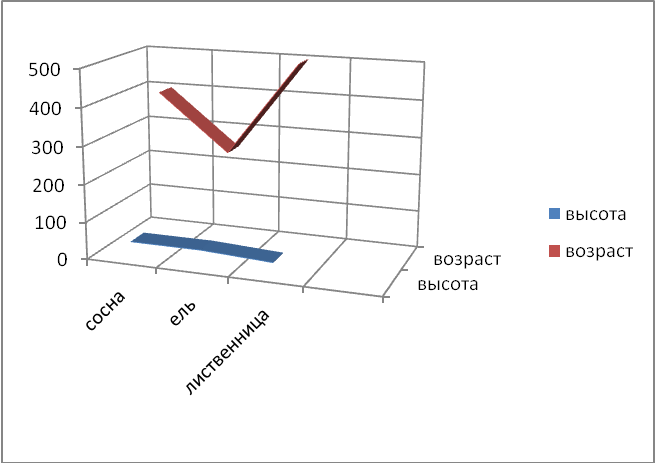 500
400
300
200
100
0
сосна
ель
лиственница
возраст
высота
высота
возраст